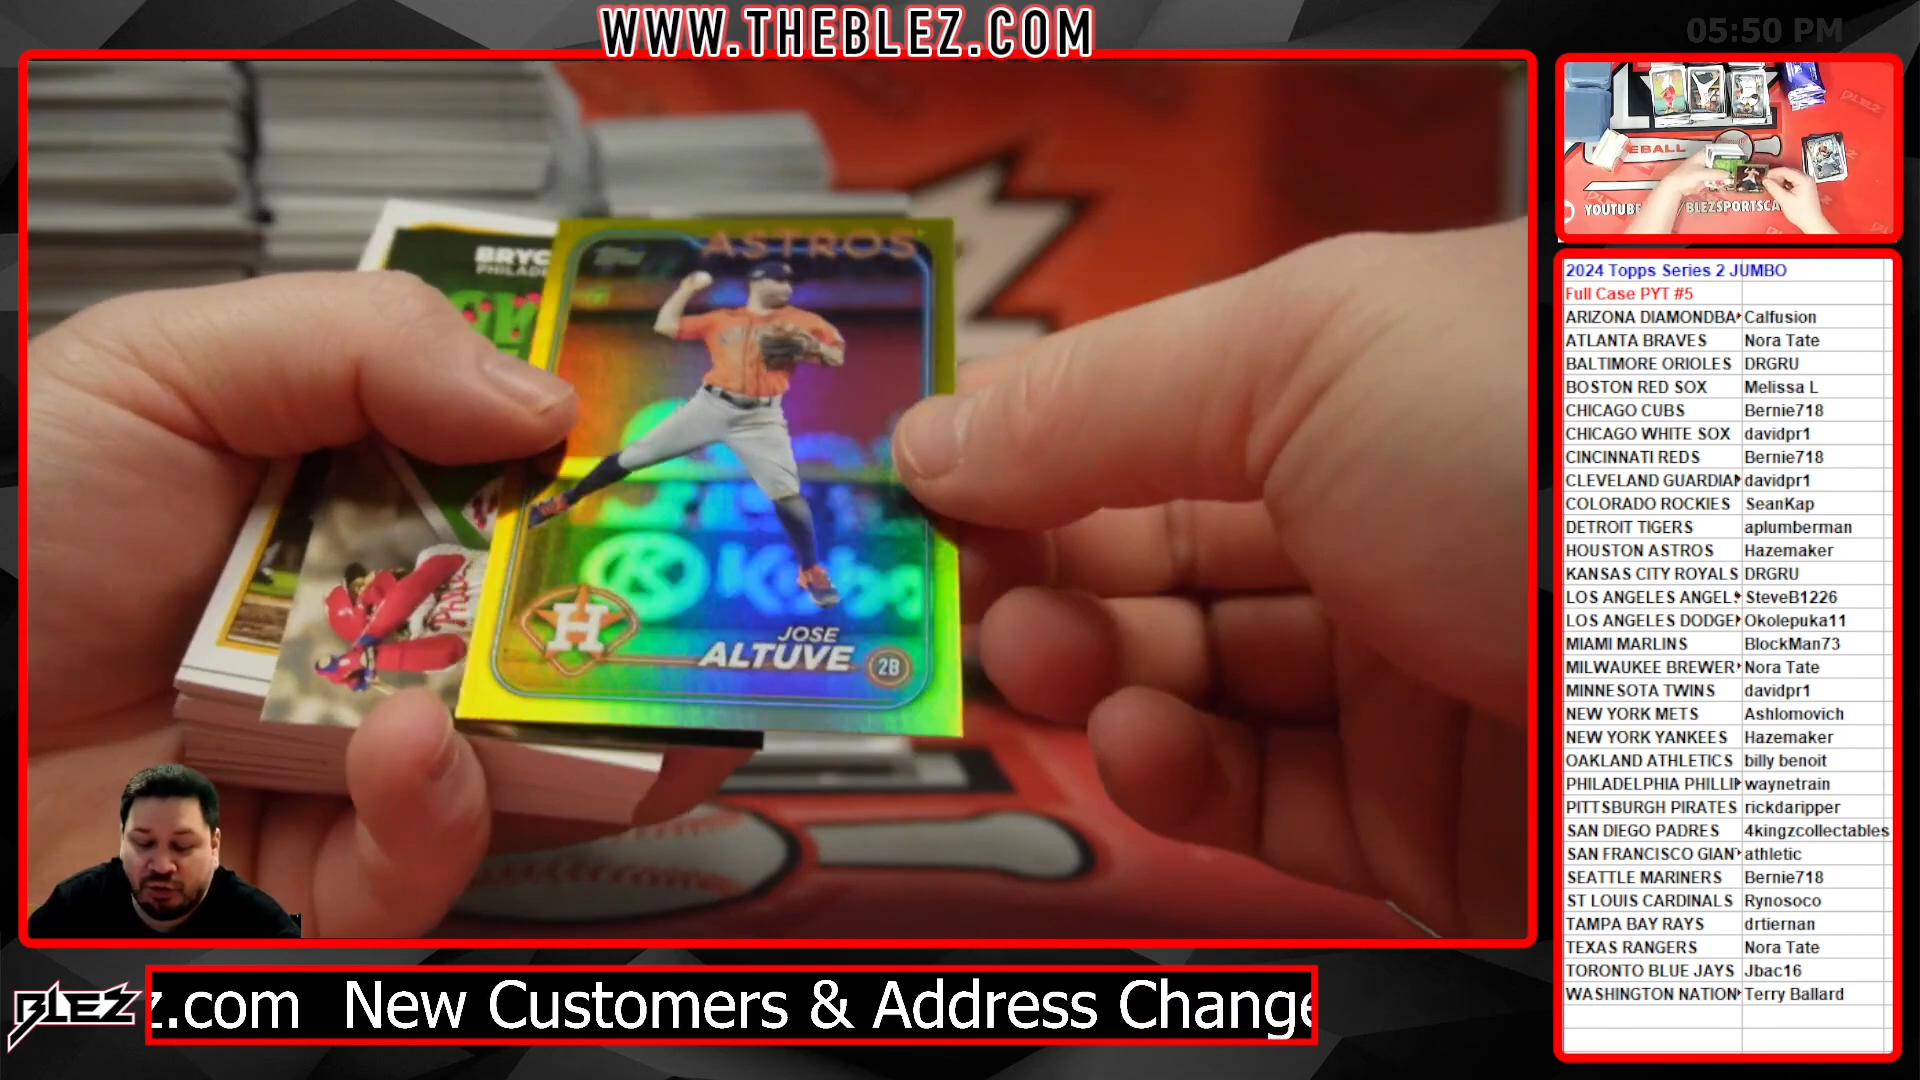 WWW.THEBLEZ.COM
05:50 PM
ASTROS
Topps
BRYC
PHILADE
H
JOSE
ALTUVE
2B
EBALL
YOUTUBE
/BLEZSPORTSCA
2024 Topps Series 2 JUMBO
Full Case PYT #5
ARIZONA DIAMONDBA Calfusion
ATLANTA BRAVES Nora Tate
BALTIMORE ORIOLES DRGRU
BOSTON RED SOX Melissa L
CHICAGO CUBS Bernie718
CHICAGO WHITE SOX davidpr1
CINCINNATI REDS Bernie718
CLEVELAND GUARDIAN davidpr1
COLORADO ROCKIES SeanKap
DETROIT TIGERS aplumberman
HOUSTON ASTROS Hazemaker
KANSAS CITY ROYALS DRGRU
LOS ANGELES ANGELS SteveB1226
LOS ANGELES DODGE Okolepuka11
MIAMI MARLINS BlockMan73
MILWAUKEE BREWER Nora Tate
MINNESOTA TWINS davidpr1
NEW YORK METS Ashlomovich
NEW YORK YANKEES Hazemaker
OAKLAND ATHLETICS billy benoit
PHILADELPHIA PHILLI waynetrain
PITTSBURGH PIRATES rickdaripper
SAN DIEGO PADRES 4kingzcollectables
SAN FRANCISCO GIAN athletic
SEATTLE MARINERS Bernie718
ST LOUIS CARDINALS Rynosoco
TAMPA BAY RAYS drtiernan
TEXAS RANGERS Nora Tate
TORONTO BLUE JAYS Jbac16
WASHINGTON NATION Terry Ballard
BLEZ
z.com New Customers & Address Change